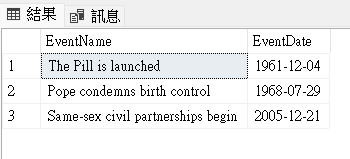 結果 訊息
EventName EventDate
1 The Pill is launched 1961-12-04
2 Pope condemns birth control 1968-07-29
3 Same-sex civil partnerships begin 2005-12-21